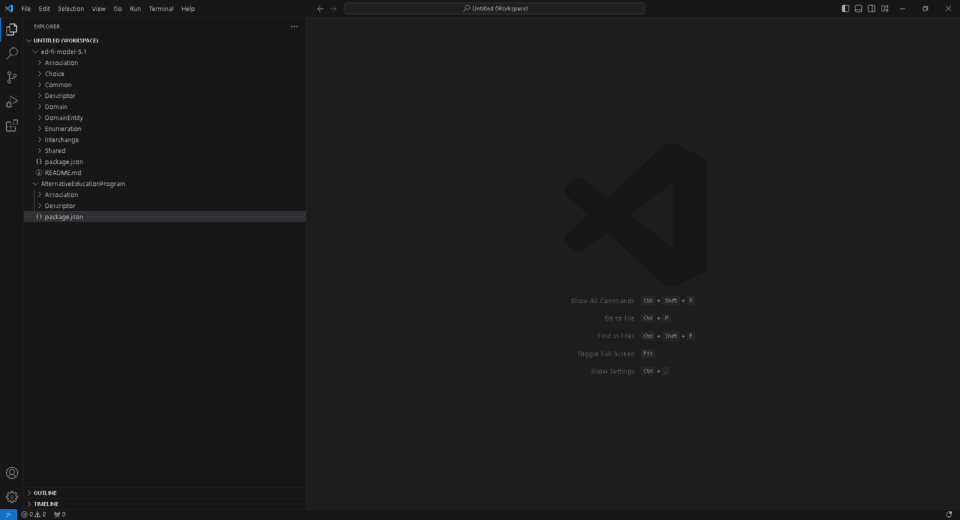 File Edit Selection View Go Run Terminal Help
Untitled (Workspace)
EXPLORER
UNTITLED (WORKSPACE)
ed-fi-model-5.1
Association
Choice
Common
Descriptor
Domain
DomainEntity
Enumeration
Interchange
Shared
{} package.json
README.md
AlternativeEducationProgram
Association
Descriptor
{} package.json
Show All Commands Ctrl + Shift + P
Go to File Ctrl + P
Find in Files Ctrl + Shift + F
Toggle Full Screen F11
Show Settings Ctrl + ,
OUTLINE
TIMELINE
0 0 0